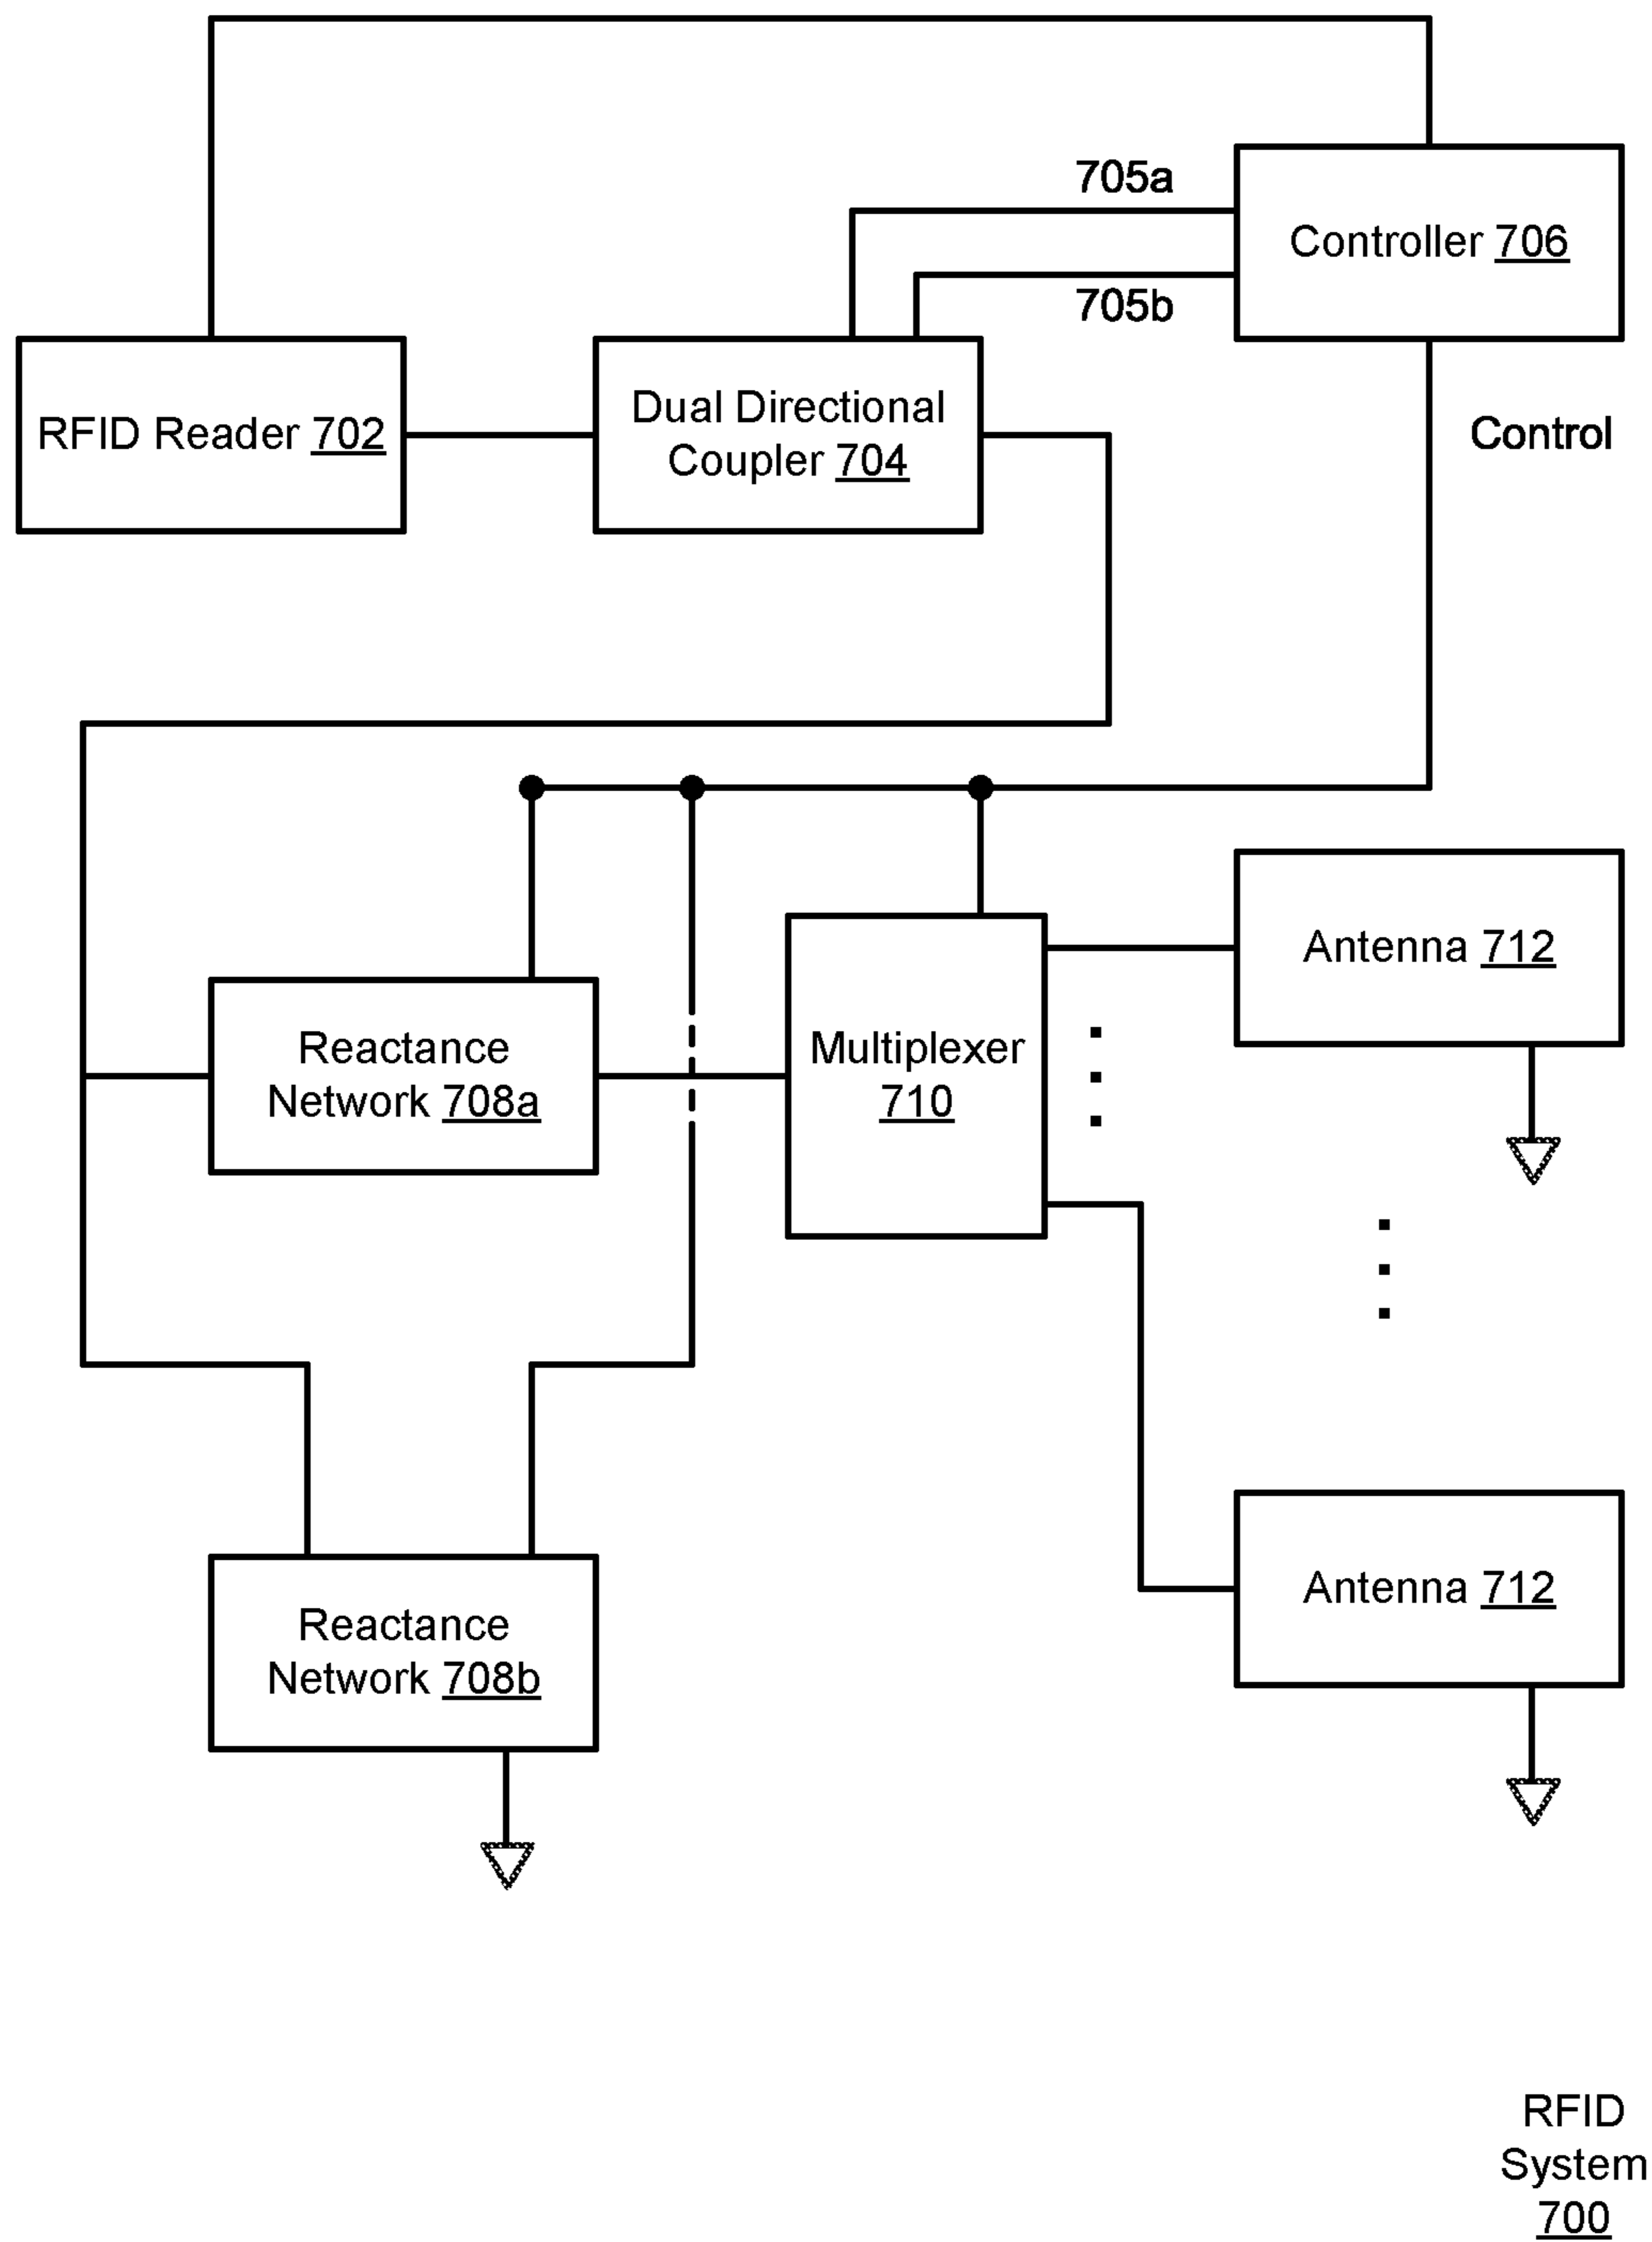 705a
Controller 706
705b
RFID Reader 702
Dual Directional
Coupler 704
Control
Antenna 712
Reactance
Network 708a
Multiplexer
710
Antenna 712
Reactance
Network 708b
RFID
System
700